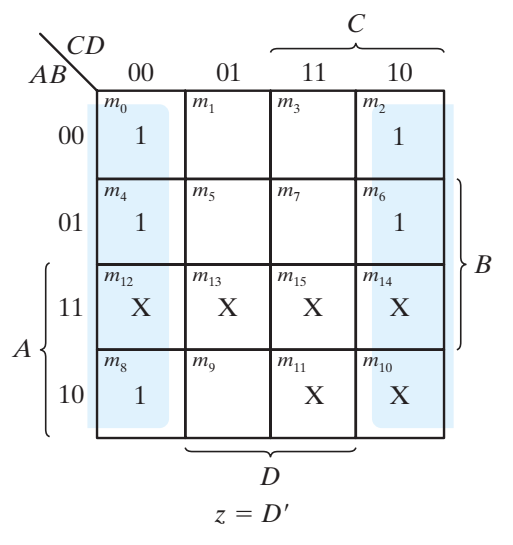 C
CD
AB 00 01 11 10
m₀ m₁ m₃ m₂
00 1 1
m₄ m₅ m₇ m₆
01 1 1
B
m₁₂ m₁₃ m₁₅ m₁₄
11 X X X X
A
m₈ m₉ m₁₁ m₁₀
10 1 X X
D
z = D′